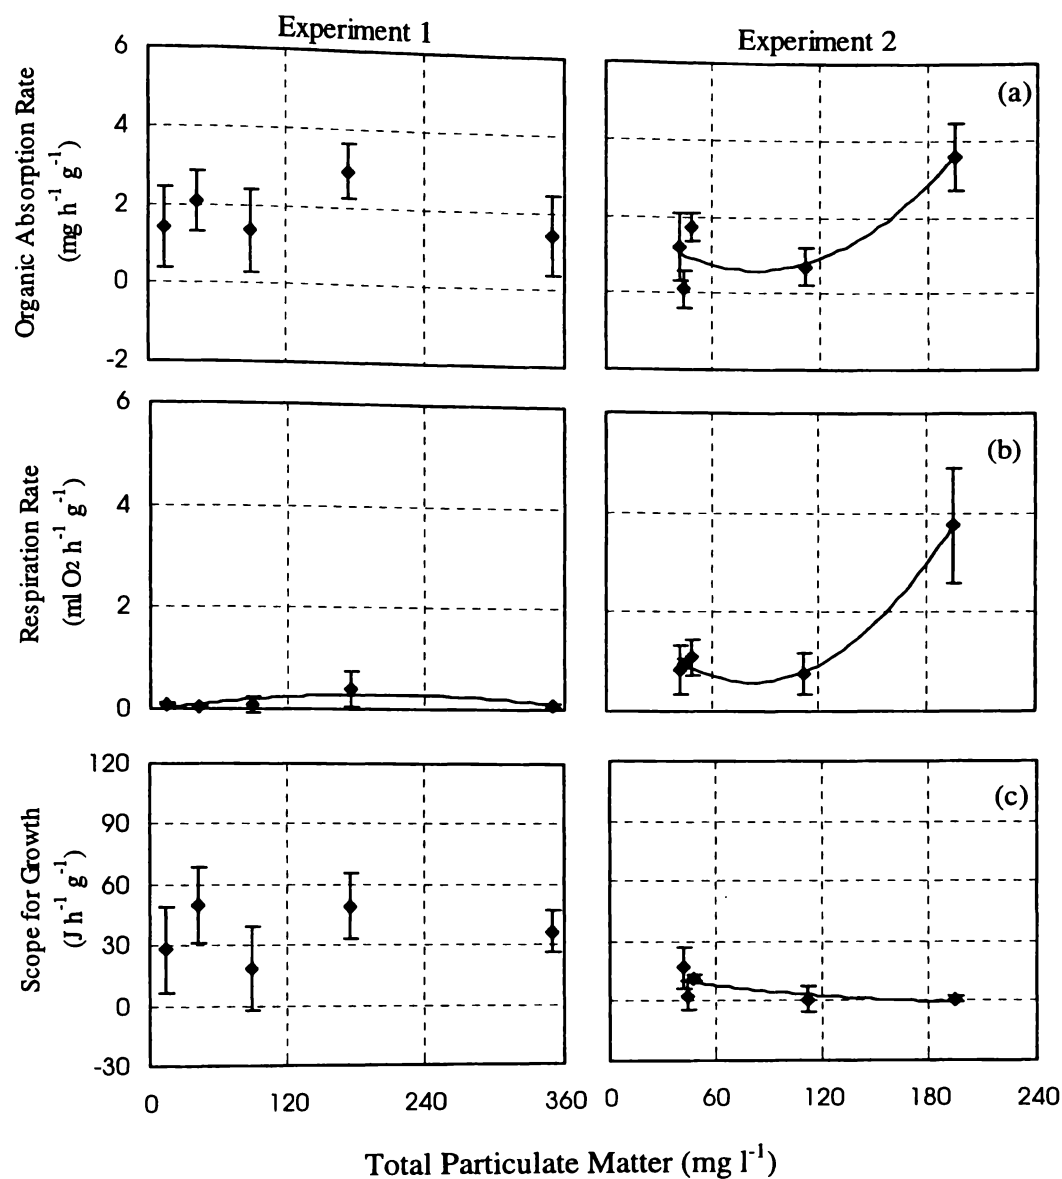 Experiment 1
Experiment 2
Organic Absorption Rate
(mg h-1 g-1)
6
4
2
0
-2
(a)
Respiration Rate
(ml O2 h-1 g-1)
6
4
2
0
(b)
Scope for Growth
(J h-1 g-1)
120
90
60
30
0
-30
(c)
0 120 240 360 0 60 120 180 240
Total Particulate Matter (mg l-1)